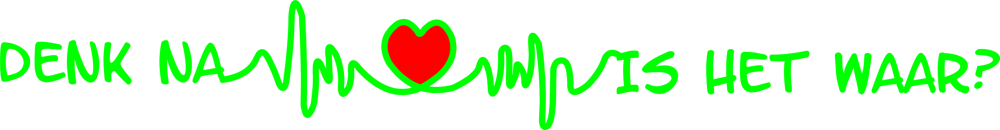 DENK NA IS HET WAAR?